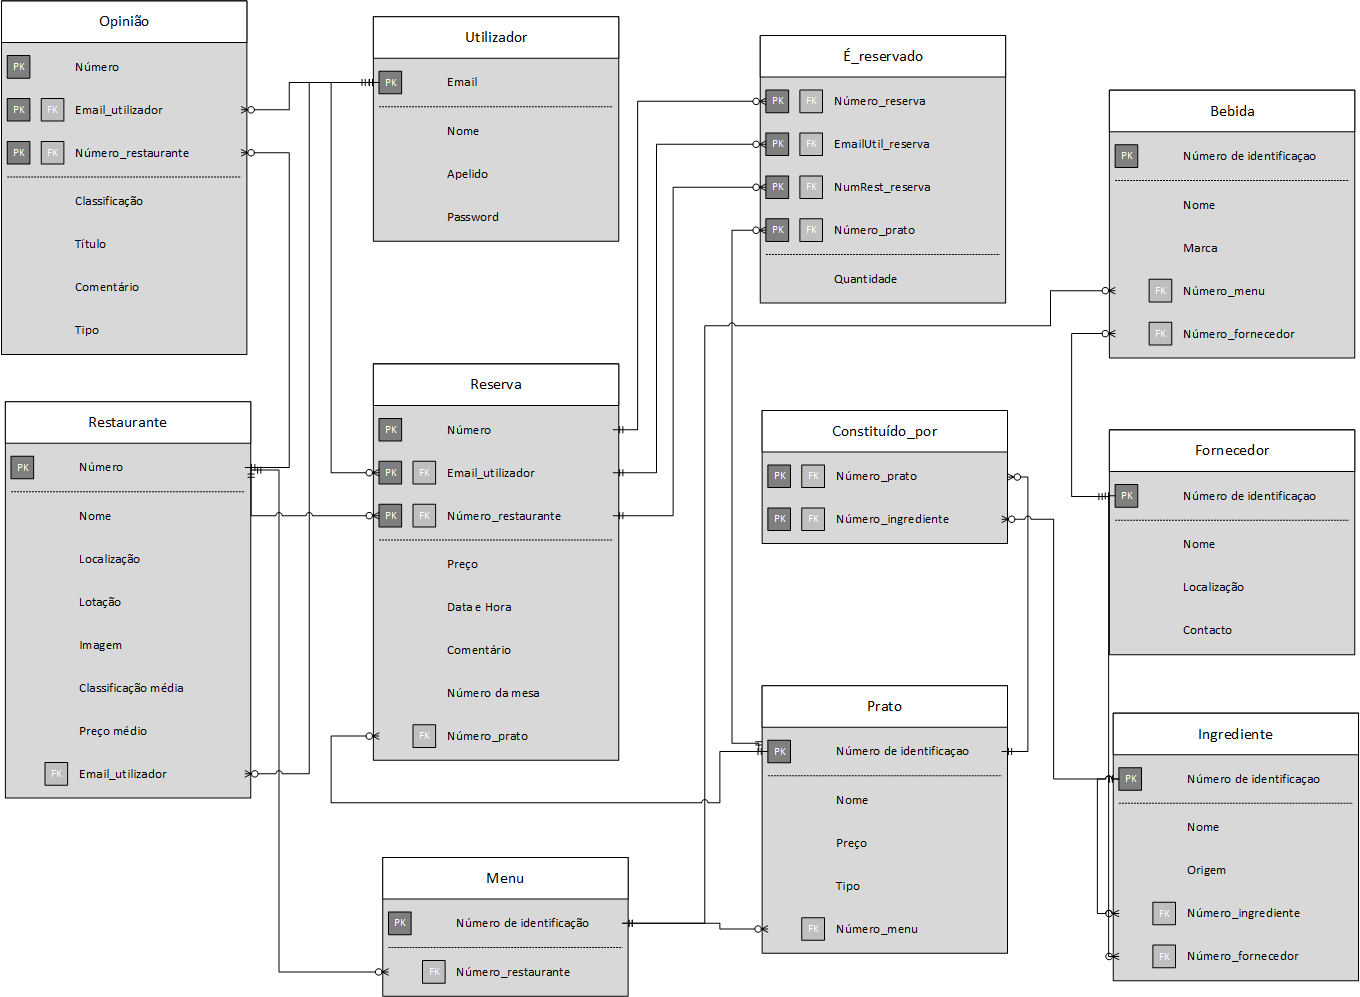 Opinião
PK Número
PK FK Email_utilizador
PK FK Número_restaurante
Classificação
Título
Comentário
Tipo
Utilizador
PK Email
Nome
Apelido
Password
É_reservado
PK FK Número_reserva
PK FK EmailUtil_reserva
PK FK NumRest_reserva
PK FK Número_prato
Quantidade
Bebida
PK Número de identificaçao
Nome
Marca
FK Número_menu
FK Número_fornecedor
Restaurante
PK Número
Nome
Localização
Lotação
Imagem
Classificação média
Preço médio
FK Email_utilizador
Reserva
PK Número
PK FK Email_utilizador
PK FK Número_restaurante
Preço
Data e Hora
Comentário
Número da mesa
FK Número_prato
Constituído_por
PK FK Número_prato
PK FK Número_ingrediente
Fornecedor
PK Número de identificaçao
Nome
Localização
Contacto
Menu
PK Número de identificação
FK Número_restaurante
Prato
PK Número de identificaçao
Nome
Preço
Tipo
FK Número_menu
Ingrediente
PK Número de identificaçao
Nome
Origem
FK Número_ingrediente
FK Número_fornecedor